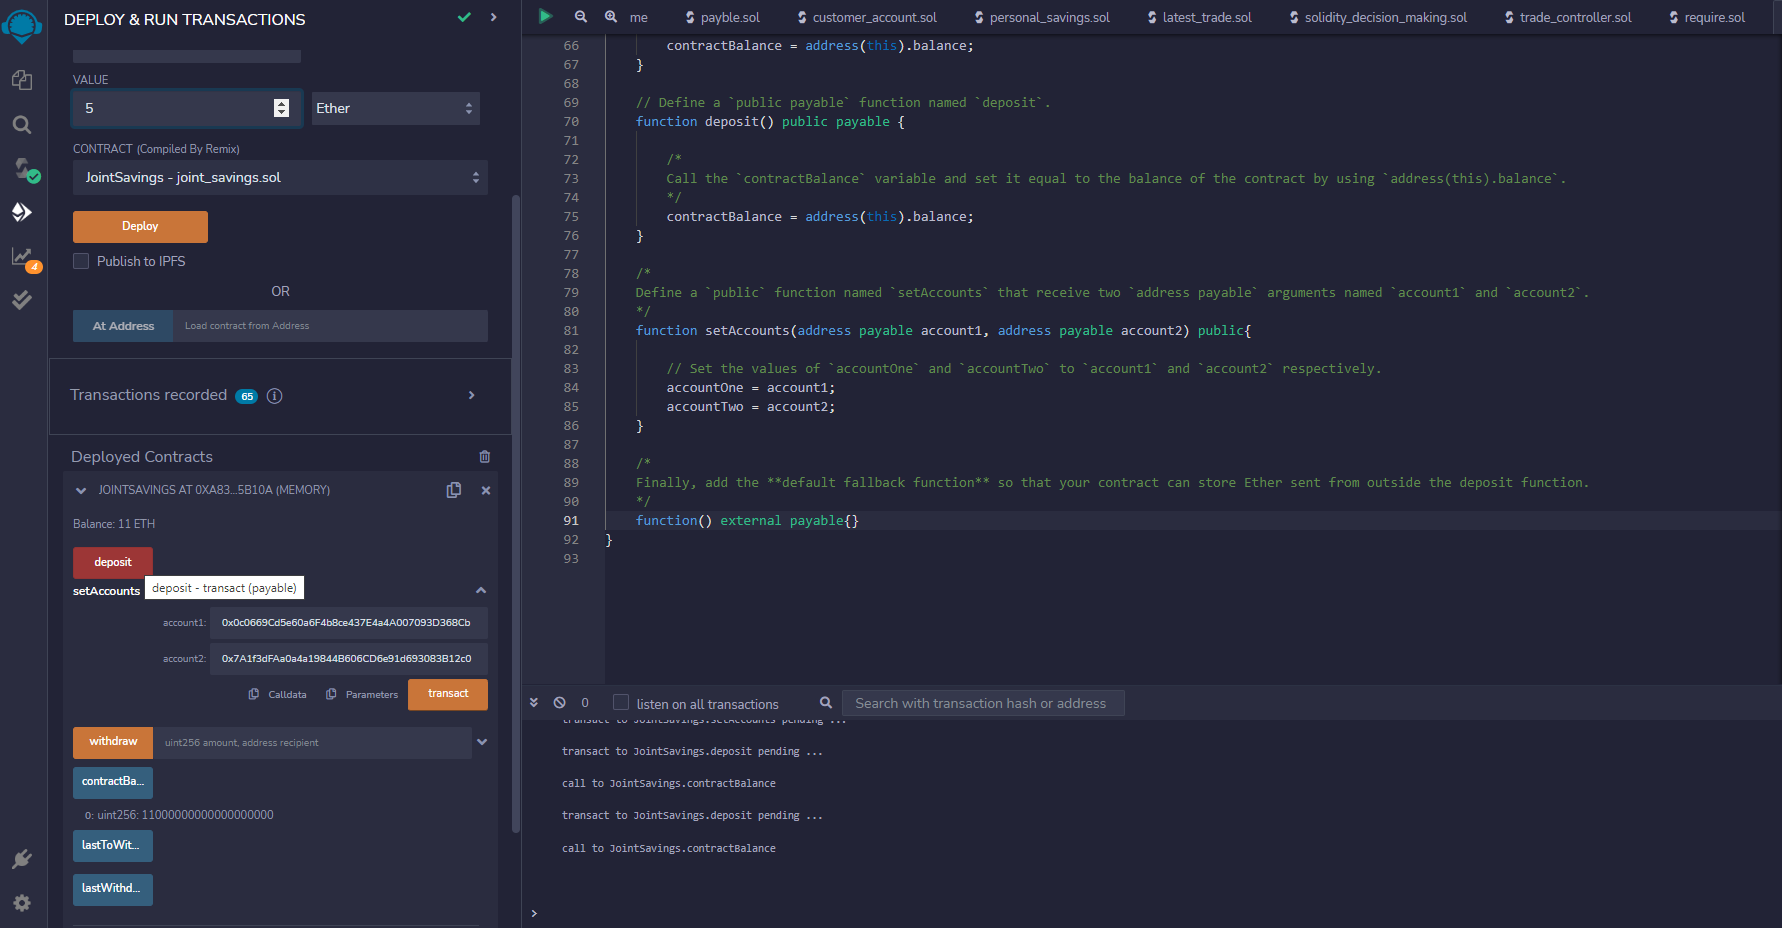 DEPLOY & RUN TRANSACTIONS
VALUE
5
Ether
CONTRACT (Compiled By Remix)
JointSavings - joint_savings.sol
Deploy
Publish to IPFS
OR
At Address
Load contract from Address
Transactions recorded 65 i
Deployed Contracts
JOINTSAVINGS AT 0XA83...5B10A (MEMORY)
Balance: 11 ETH
deposit
deposit - transact (payable)
setAccounts
account1: 0x0c0669Cd5e60a6F4b8ce437E4a4A007093D368Cb
account2: 0x7A1f3dFAa0a4a19844B606CD6e91d693083B12c0
Calldata
Parameters
transact
withdraw
uint256 amount, address recipient
contractBa...
0: uint256: 11000000000000000000
lastToWit...
lastWithd...
4
me
payble.sol
customer_account.sol
personal_savings.sol
latest_trade.sol
solidity_decision_making.sol
trade_controller.sol
require.sol
66 contractBalance = address(this).balance;
67 }
68
69 // Define a `public payable` function named `deposit`.
70 function deposit() public payable {
71
72 /*
73 Call the `contractBalance` variable and set it equal to the balance of the contract by using `address(this).balance`.
74 */
75 contractBalance = address(this).balance;
76 }
77
78 /*
79 Define a `public` function named `setAccounts` that receive two `address payable` arguments named `account1` and `account2`.
80 */
81 function setAccounts(address payable account1, address payable account2) public{
82
83 // Set the values of `accountOne` and `accountTwo` to `account1` and `account2` respectively.
84 accountOne = account1;
85 accountTwo = account2;
86 }
87
88 /*
89 Finally, add the **default fallback function** so that your contract can store Ether sent from outside the deposit function.
90 */
91 function() external payable{}
92 }
93
0
listen on all transactions
Search with transaction hash or address
transact to JointSavings.setAccounts pending ...
transact to JointSavings.deposit pending ...
call to JointSavings.contractBalance
transact to JointSavings.deposit pending ...
call to JointSavings.contractBalance
>